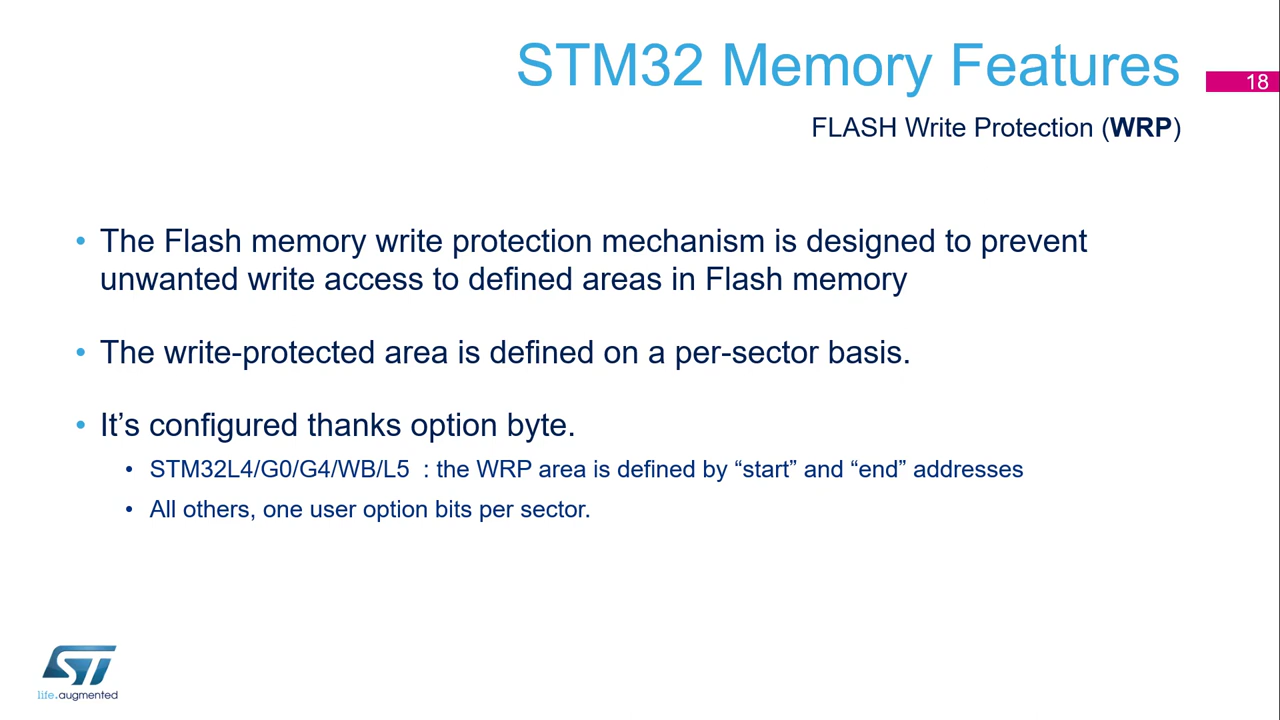 STM32 Memory Features
18
FLASH Write Protection (WRP)
• The Flash memory write protection mechanism is designed to prevent
unwanted write access to defined areas in Flash memory
• The write-protected area is defined on a per-sector basis.
• It’s configured thanks option byte.
• STM32L4/G0/G4/WB/L5 : the WRP area is defined by “start” and “end” addresses
• All others, one user option bits per sector.
ST
life.augmented